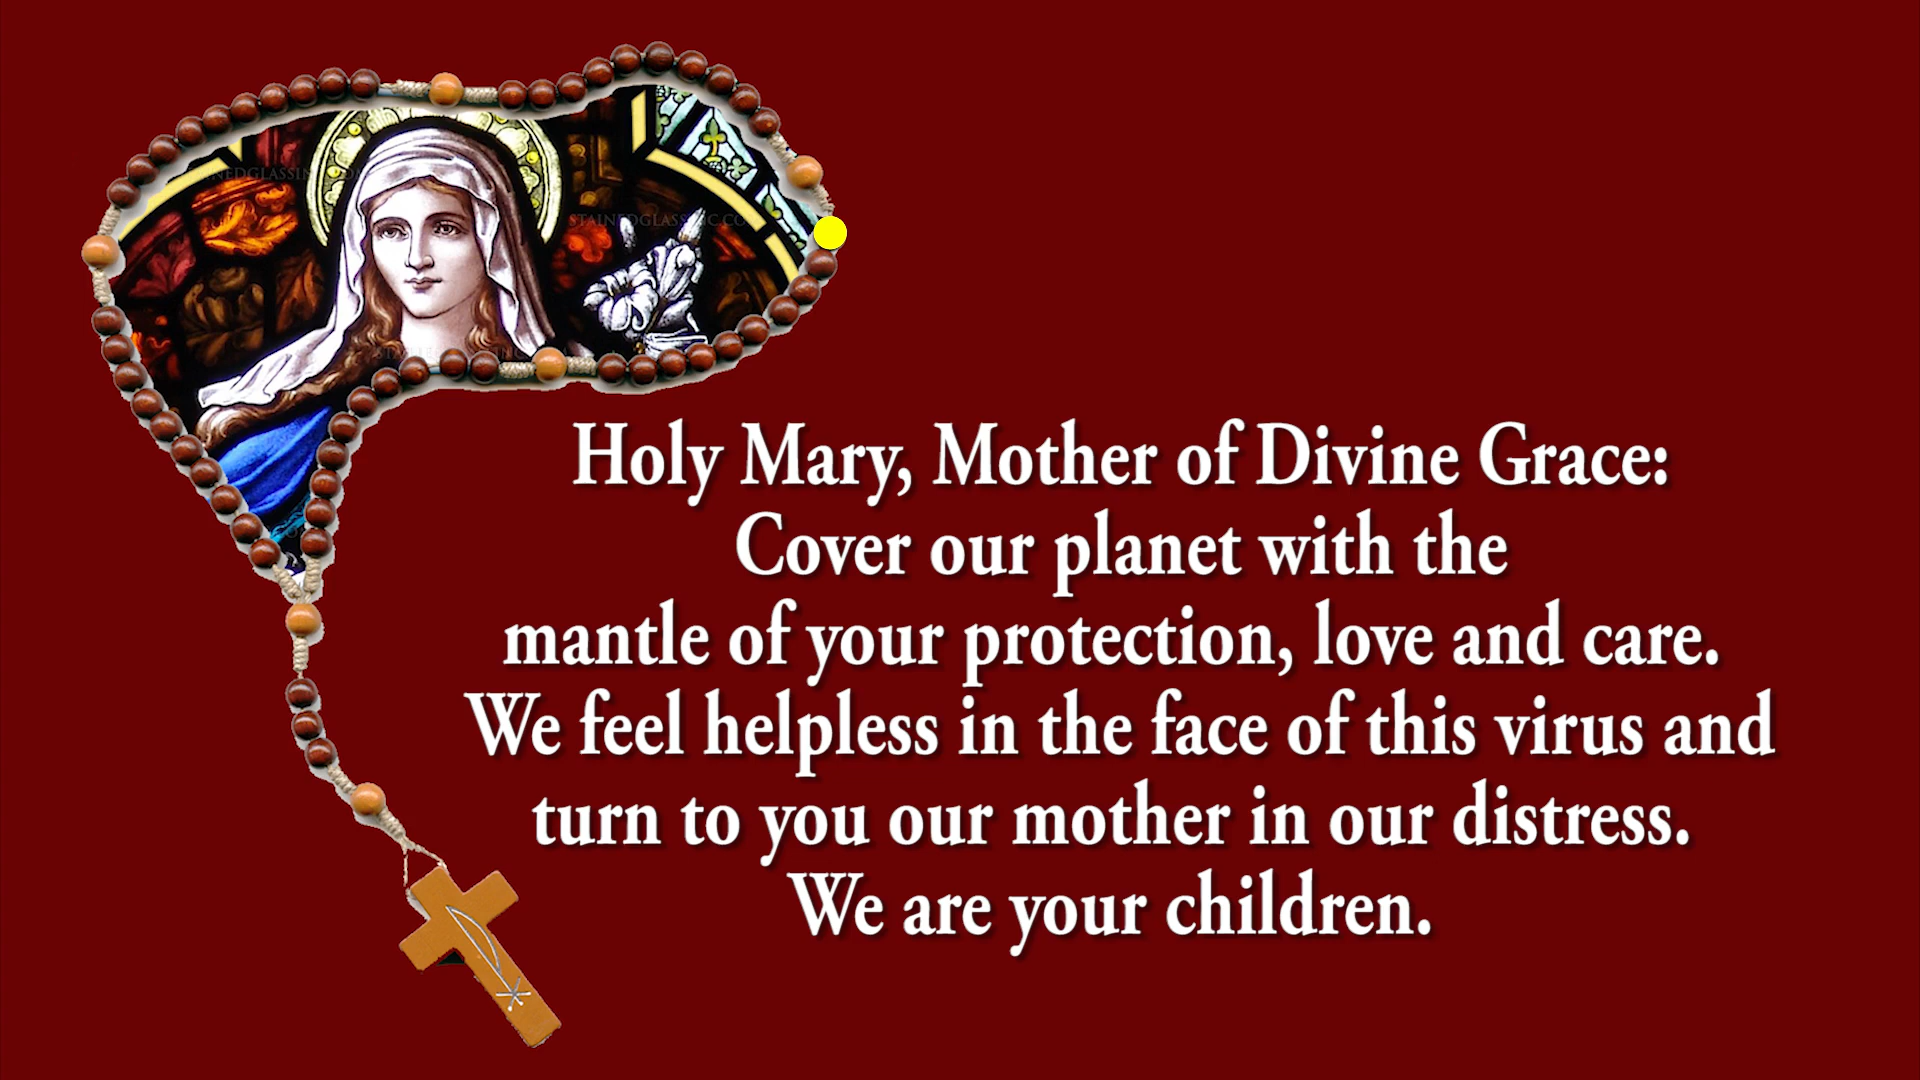 STAINEDGLASSINC.CO
Holy Mary, Mother of Divine Grace:
Cover our planet with the
mantle of your protection, love and care.
We feel helpless in the face of this virus and
turn to you our mother in our distress.
We are your children.